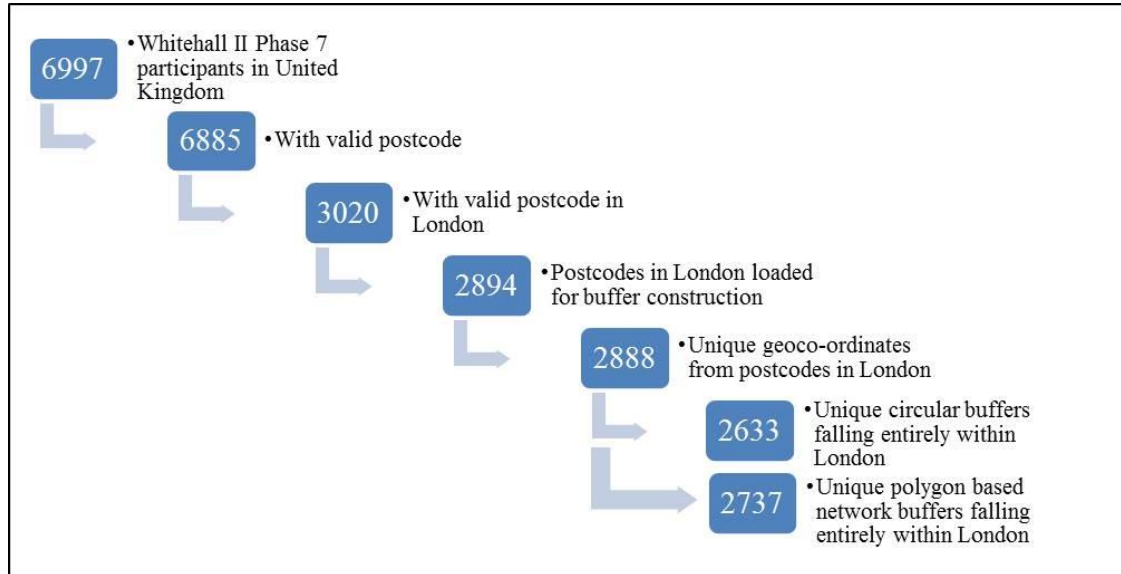 6997
•Whitehall II Phase 7
participants in United
Kingdom
6885
•With valid postcode
3020
•With valid postcode in
London
2894
•Postcodes in London loaded
for buffer construction
2888
•Unique geoco-ordinates
from postcodes in London
2633
•Unique circular buffers
falling entirely within
London
2737
•Unique polygon based
network buffers falling
entirely within London